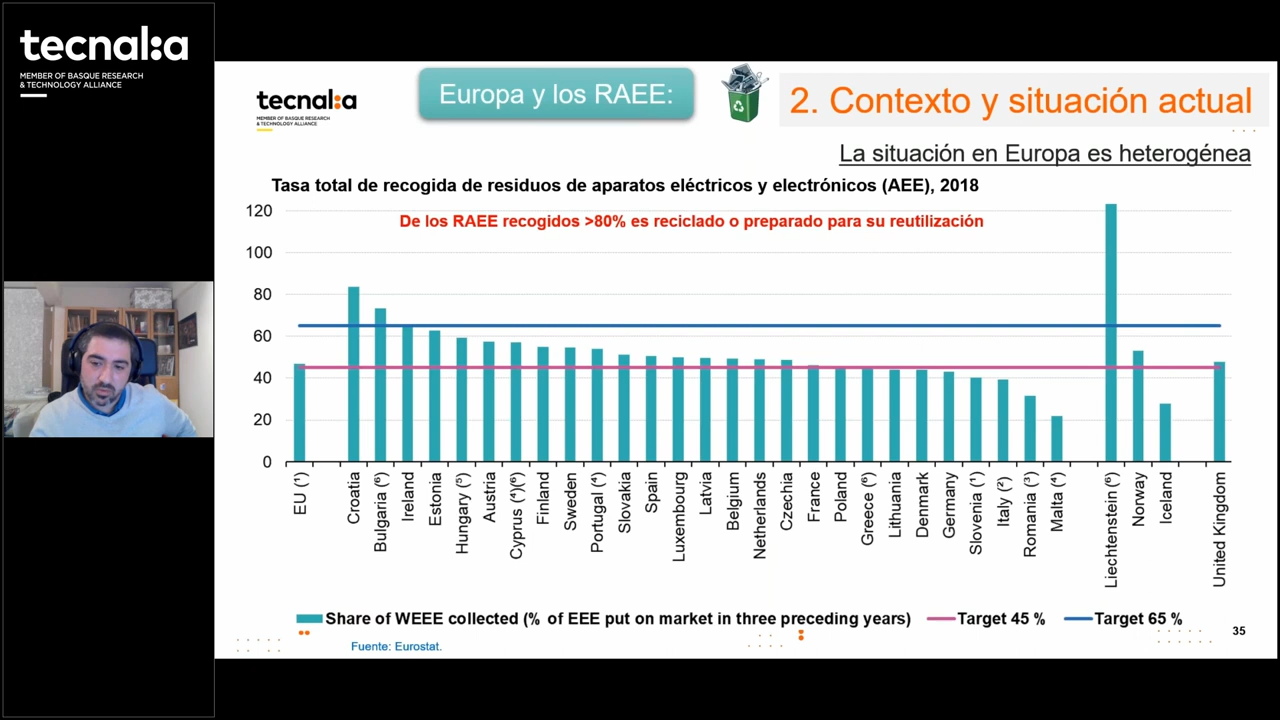 tecnal:a
MEMBER OF BASQUE RESEARCH
& TECHNOLOGY ALLIANCE
tecnal:a
MEMBER OF BASQUE RESEARCH
& TECHNOLOGY ALLIANCE
Europa y los RAEE:
2. Contexto y situación actual
La situación en Europa es heterogénea
Tasa total de recogida de residuos de aparatos eléctricos y electrónicos (AEE), 2018
De los RAEE recogidos >80% es reciclado o preparado para su reutilización
120
100
80
60
40
20
0
EU (¹)
Croatia
Bulgaria (⁶)
Ireland
Estonia
Hungary (⁵)
Austria
Cyprus (⁴)(⁶)
Finland
Sweden
Portugal (⁴)
Slovakia
Spain
Luxembourg
Latvia
Belgium
Netherlands
Czechia
France
Poland
Greece (⁶)
Lithuania
Denmark
Germany
Slovenia (¹)
Italy (²)
Romania (³)
Malta (⁴)
Liechtenstein (⁶)
Norway
Iceland
United Kingdom
Share of WEEE collected (% of EEE put on market in three preceding years)
Target 45 %
Target 65 %
35
Fuente: Eurostat.